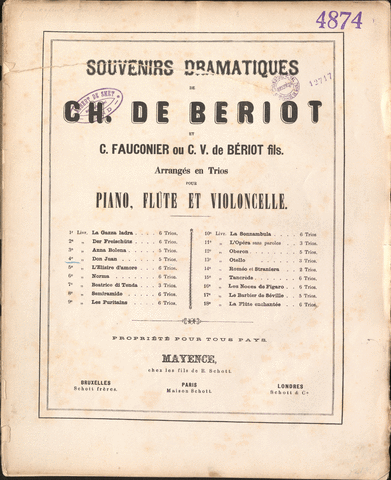 4874
SOUVENIRS DRAMATIQUES
DE
CH. DE BERIOT
ET
C. FAUCONIER ou C. V. de BÉRIOT fils.
Arrangés en Trios
POUR
PIANO, FLÛTE ET VIOLONCELLE.
1e Livr. La Gazza ladra . . . . 6 Trios.
2e „ Der Freischütz . . . . 6 Trios.
3e „ Anna Bolena . . . . 3 Trios.
4e „ Don Juan . . . . 6 Trios.
5e „ L'Elisire d'amore . . . . 6 Trios.
6e „ Norma . . . . 6 Trios.
7e „ Beatrice di Tenda . . . . 3 Trios.
8e „ Semiramide . . . . 6 Trios.
9e „ Les Puritains . . . . 6 Trios.
10e Livr. La Sonnambula . . . . 6 Trios
11e „ L'Opéra sans paroles . . 3 Trios.
12e „ Oberon . . . . 6 Trios.
13e „ Otello . . . . 3 Trios.
14e „ Roméo et Straniera . . 6 Trios.
15e „ Tancrède . . . . 6 Trios.
16e „ Les Noces de Figaro . . 6 Trios.
17e „ Le Barbier de Séville . . 3 Trios.
18e „ La Flûte enchantée . . 6 Trios.
PROPRIÉTÉ POUR TOUS PAYS.
MAYENCE,
chez les fils de B. Schott.
BRUXELLES
Schott frères.
PARIS
Maison Schott.
LONDRES
Schott & Co